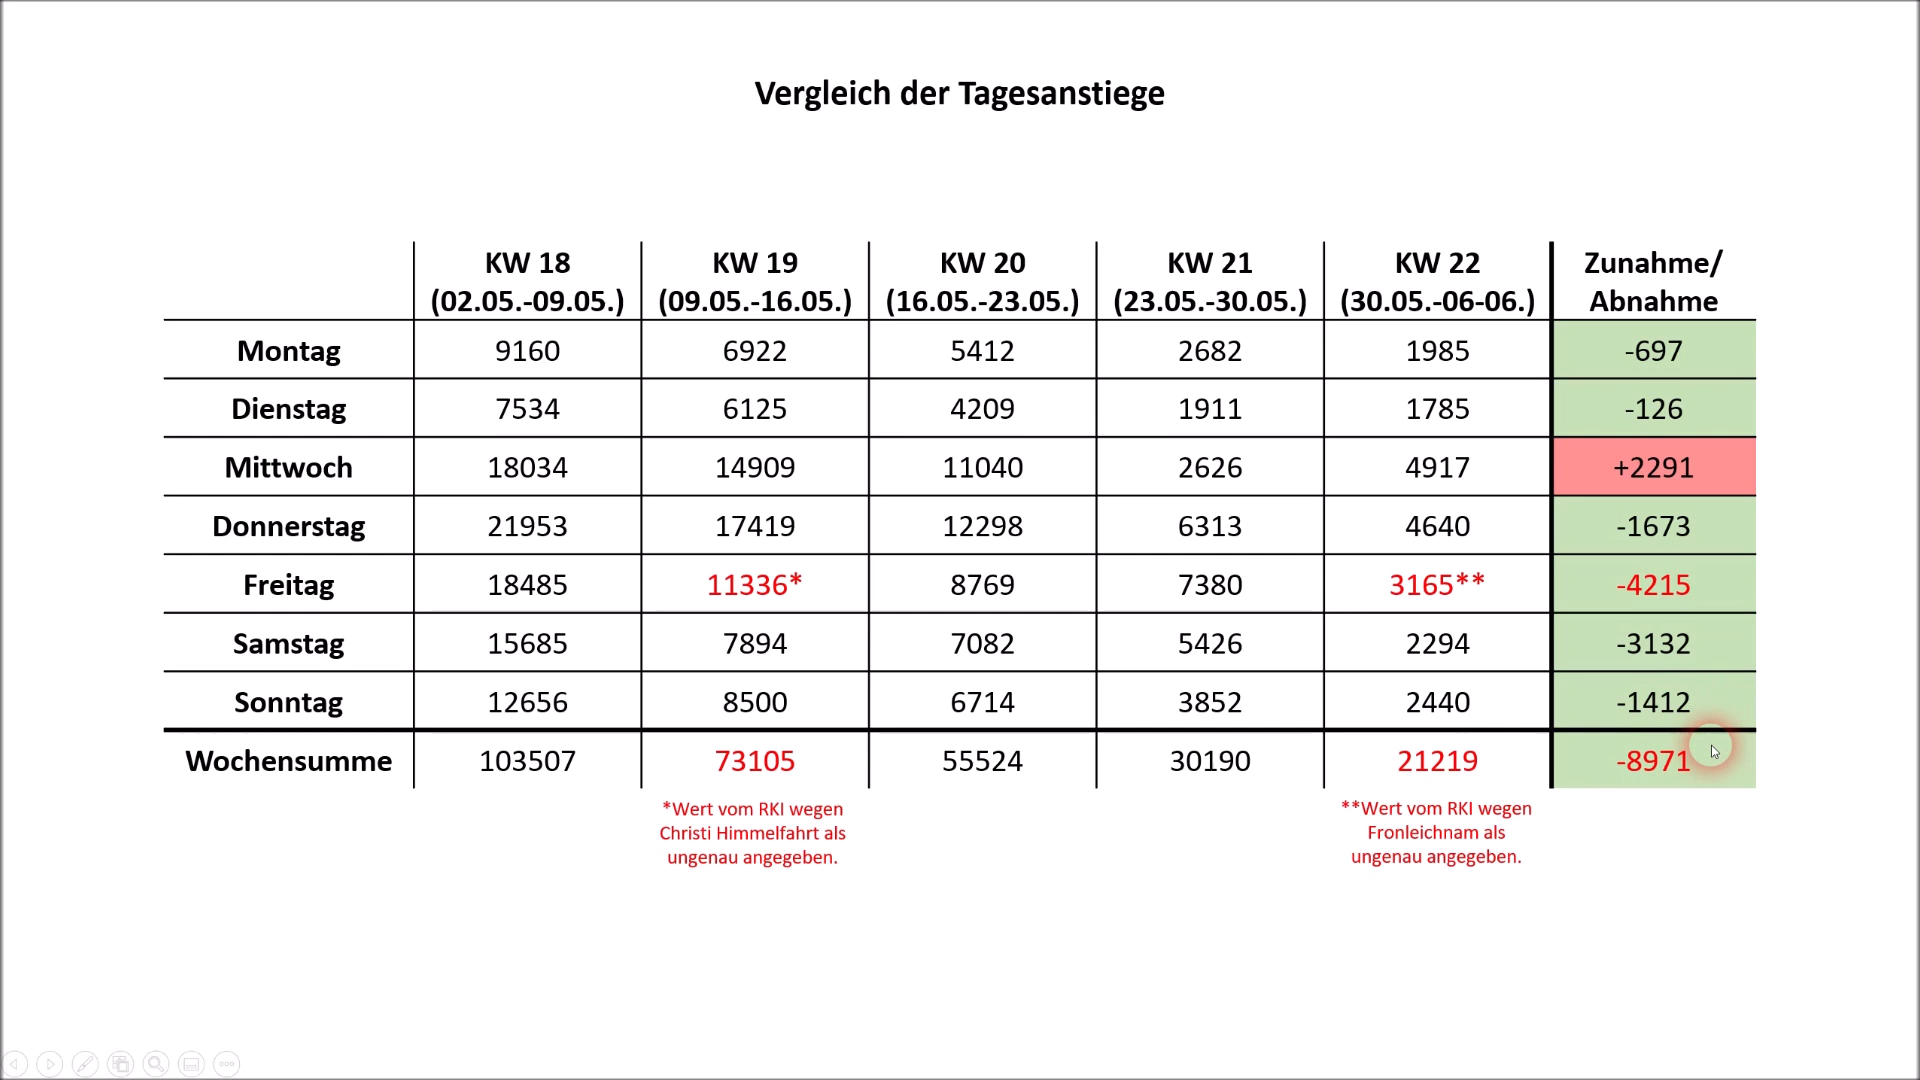 Vergleich der Tagesanstiege
KW 18 KW 19 KW 20 KW 21 KW 22 Zunahme/
(02.05.-09.05.) (09.05.-16.05.) (16.05.-23.05.) (23.05.-30.05.) (30.05.-06-06.) Abnahme
Montag 9160 6922 5412 2682 1985 -697
Dienstag 7534 6125 4209 1911 1785 -126
Mittwoch 18034 14909 11040 2626 4917 +2291
Donnerstag 21953 17419 12298 6313 4640 -1673
Freitag 18485 11336* 8769 7380 3165** -4215
Samstag 15685 7894 7082 5426 2294 -3132
Sonntag 12656 8500 6714 3852 2440 -1412
Wochensumme 103507 73105 55524 30190 21219 -8971
*Wert vom RKI wegen
Christi Himmelfahrt als
ungenau angegeben.
**Wert vom RKI wegen
Fronleichnam als
ungenau angegeben.